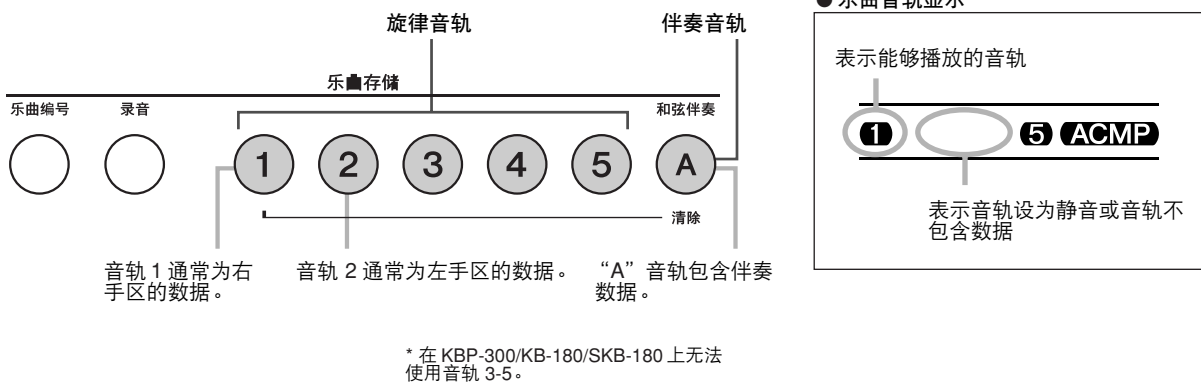 旋律音轨
伴奏音轨
乐曲存储
乐曲编号
录音
和弦伴奏
1
2
3
4
5
A
清除
音轨 1 通常为右
手区的数据。
音轨 2 通常为左手区的数据。
“A”音轨包含伴奏
数据。
* 在 KBP-300/KB-180/SKB-180 上无法
使用音轨 3-5。
● 乐曲音轨显示
表示能够播放的音轨
1
5 ACMP
表示音轨设为静音或音轨不
包含数据